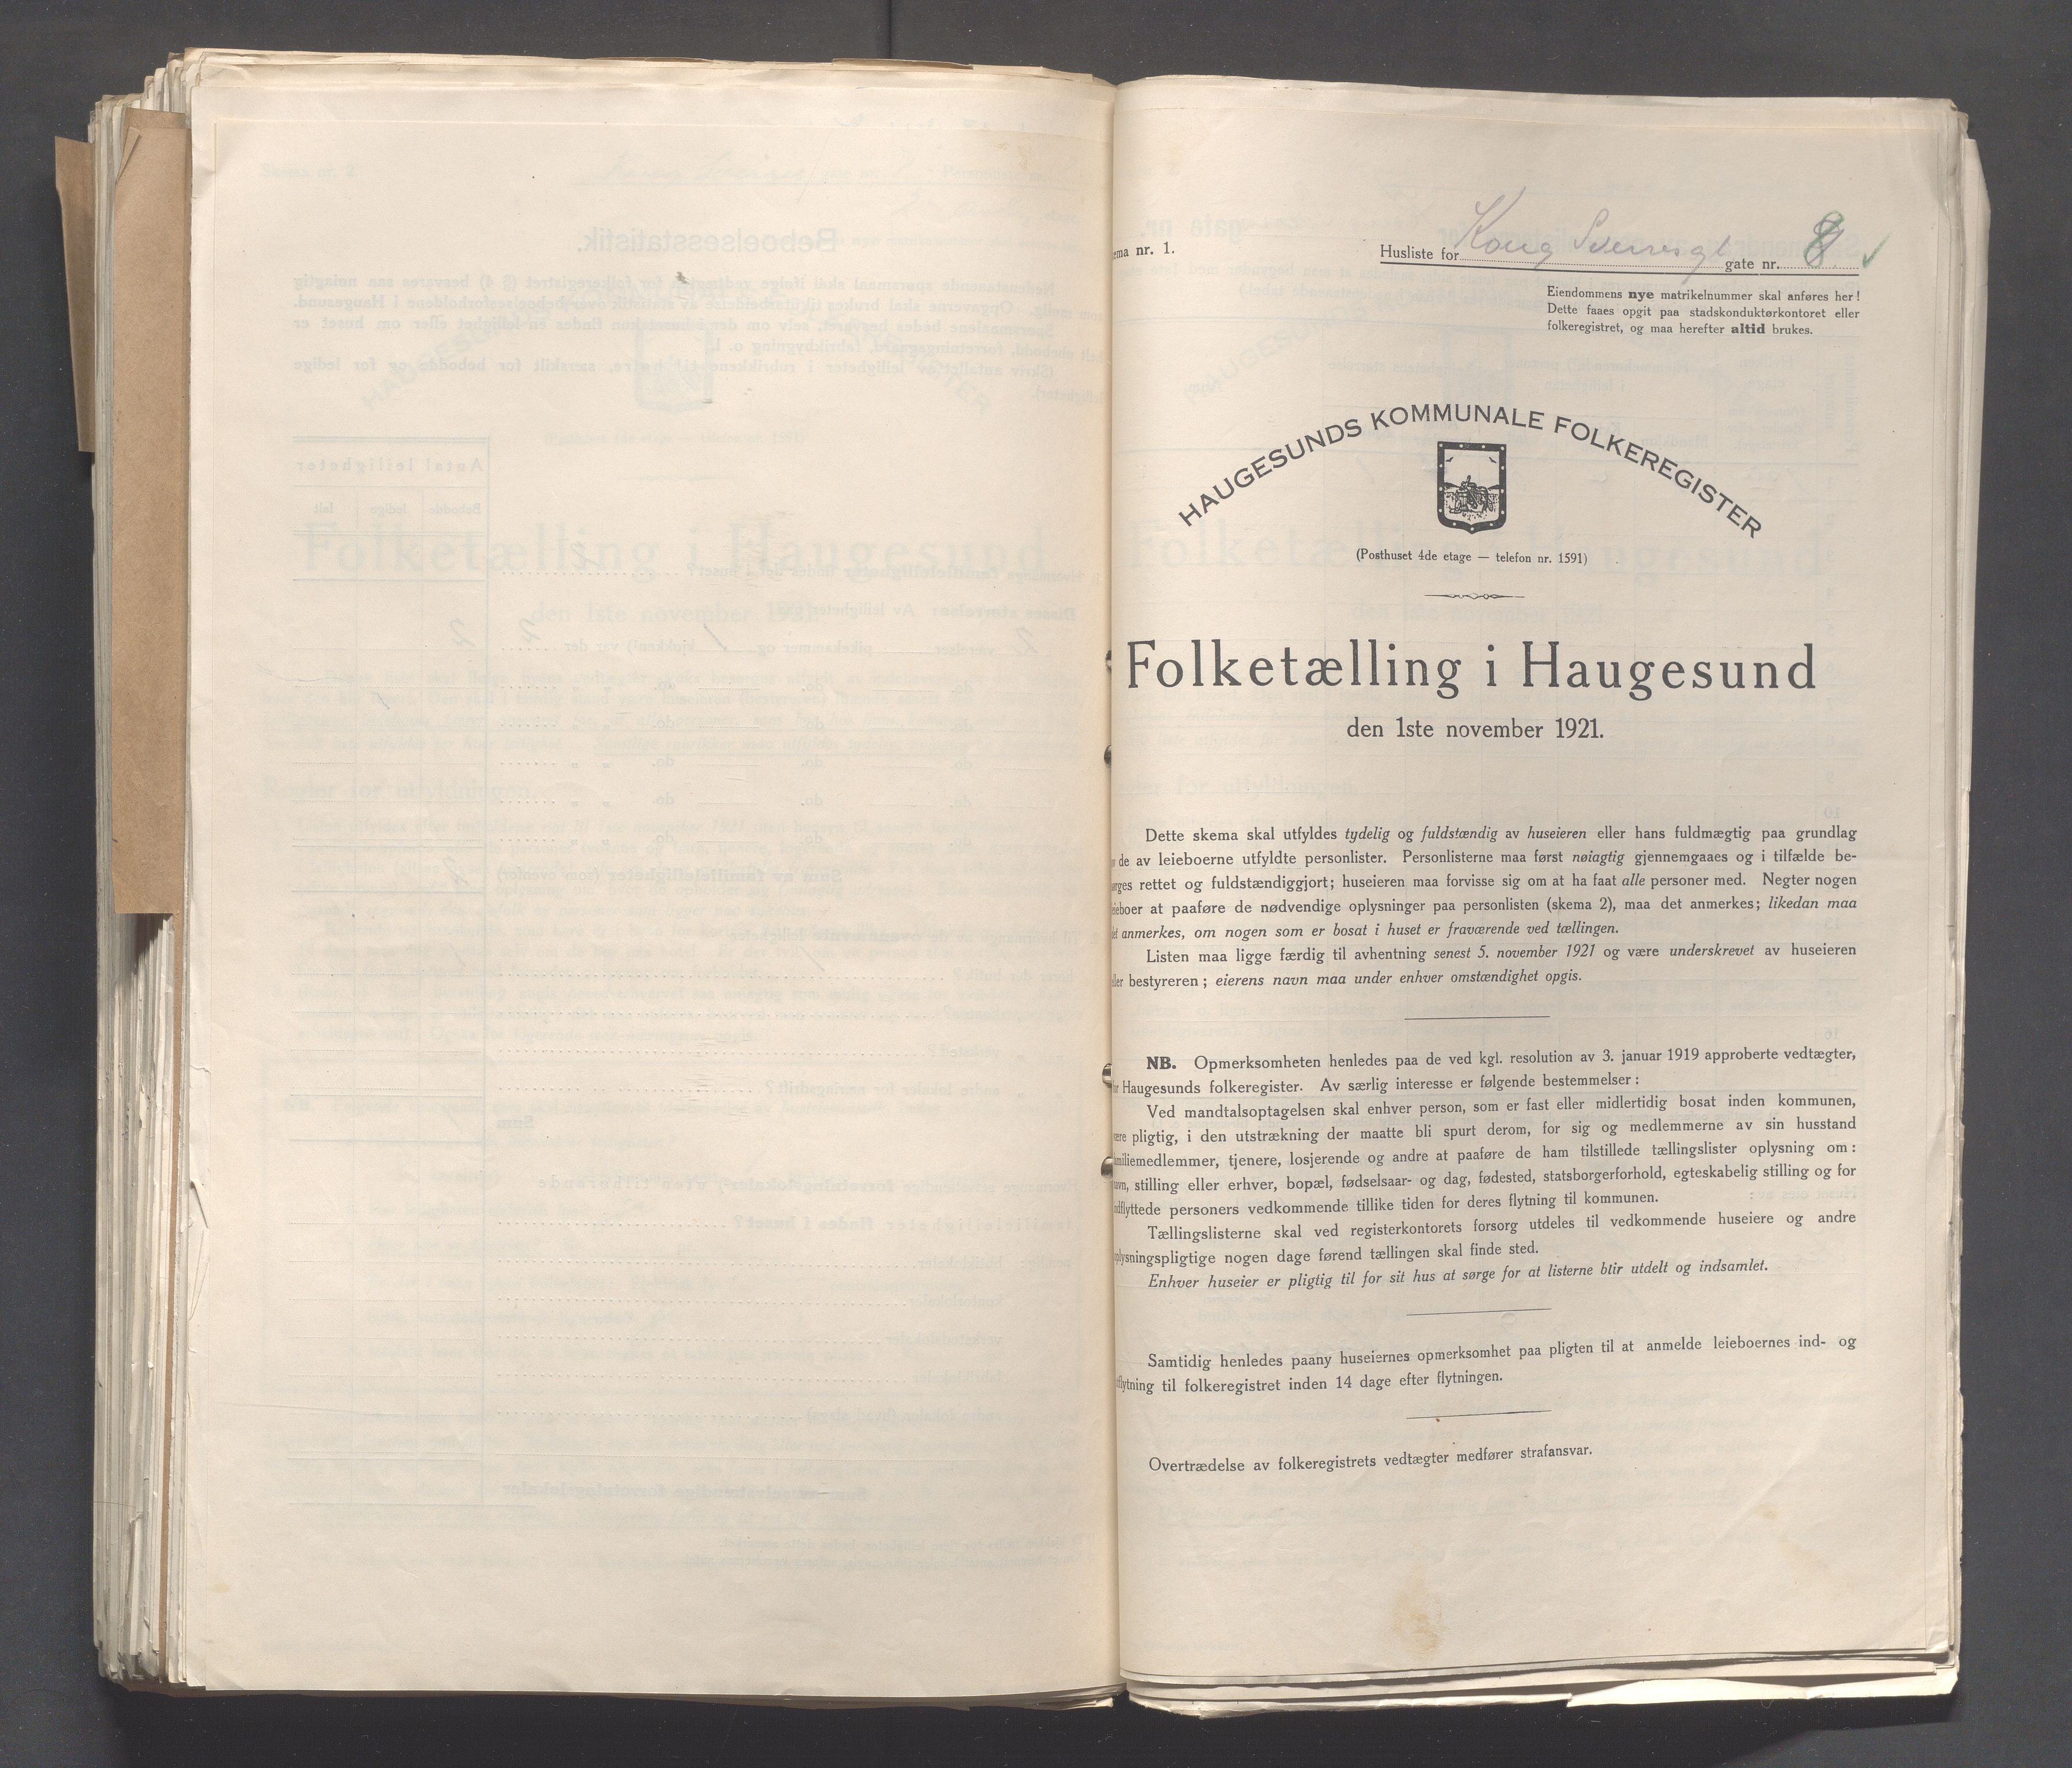 ma nr. 1.
Husliste for Kong Sverresgt gate nr. 8
Eiendommens nye matrikelnummer skal anføres her!
Dette faaes opgit paa stadskonduktørkontoret eller
folkeregistret, og maa herefter altid brukes.
HAUGESUNDS KOMMUNALE FOLKEREGISTER
(Posthuset 4de etage — telefon nr. 1591)
Folketælling i Haugesund
den 1ste november 1921.
Dette skema skal utfyldes tydelig og fuldstændig av huseieren eller hans fuldmægtig paa grundlag
de av leieboerne utfyldte personlister. Personlisterne maa først nøiagtig gjennemgaaes og i tilfælde be-
rges rettet og fuldstændiggjort; huseieren maa forvisse sig om at ha faat alle personer med. Negter nogen
ieboer at paaføre de nødvendige oplysninger paa personlisten (skema 2), maa det anmerkes; likedan maa
t anmerkes, om nogen som er bosat i huset er fraværende ved tællingen.
Listen maa ligge færdig til avhentning senest 5. november 1921 og være underskrevet av huseieren
ler bestyreren; eierens navn maa under enhver omstændighet opgis.
NB. Opmerksomheten henledes paa de ved kgl. resolution av 3. januar 1919 approberte vedtægter,
r Haugesunds folkeregister. Av særlig interesse er følgende bestemmelser:
Ved mandtalsoptagelsen skal enhver person, som er fast eller midlertidig bosat inden kommunen,
re pligtig, i den utstrækning der maatte bli spurt derom, for sig og medlemmerne av sin husstand
miliemedlemmer, tjenere, losjerende og andre at paaføre de ham tilstillede tællingslister oplysning om:
avn, stilling eller erhver, bopæl, fødselsaar- og dag, fødested, statsborgerforhold, egteskabelig stilling og for
dflyttede personers vedkommende tillike tiden for deres flytning til kommunen.
Tællingslisterne skal ved registerkontorets forsorg utdeles til vedkommende huseiere og andre
plysningspligtige nogen dage førend tællingen skal finde sted.
Enhver huseier er pligtig til for sit hus at sørge for at listerne blir utdelt og indsamlet.
Samtidig henledes paany huseiernes opmerksomhet paa pligten til at anmelde leieboernes ind- og
flytning til folkeregistret inden 14 dage efter flytningen.
Overtrædelse av folkeregistrets vedtægter medfører strafansvar.